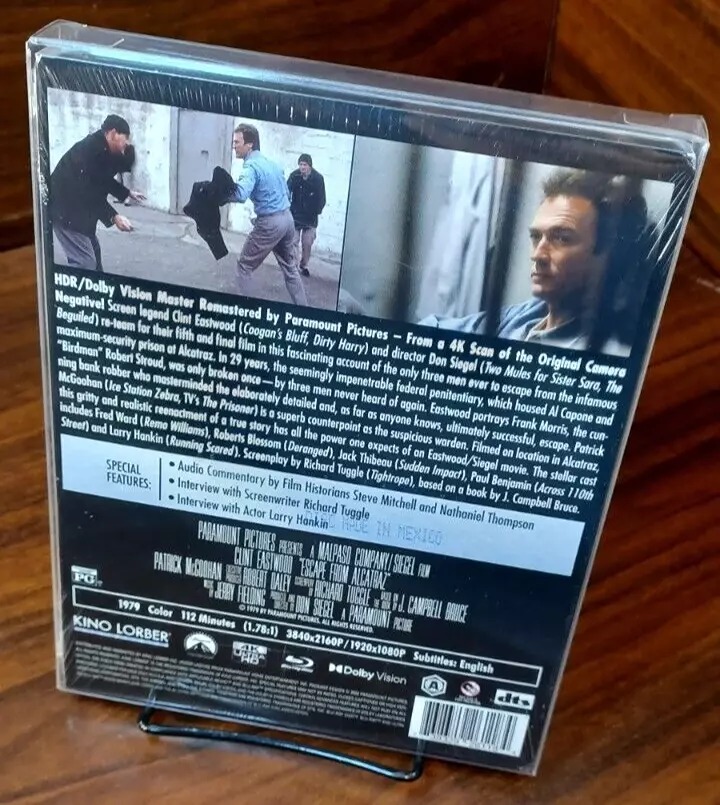 HDR/Dolby Vision Master Remastered by Paramount Pictures – From a 4K Scan of the Original Camera
Negative! Screen legend Clint Eastwood (Coogan's Bluff, Dirty Harry) and director Don Siegel (Two Mules for Sister Sara, The
Beguiled) re-team for their fifth and final film in this fascinating account of the only three men ever to escape from the infamous
maximum-security prison at Alcatraz. In 29 years, the seemingly impenetrable federal penitentiary, which housed Al Capone and
"Birdman" Robert Stroud, was only broken once—by three men never heard of again. Eastwood portrays Frank Morris, the cun-
ning bank robber who masterminded the elaborately detailed and, as far as anyone knows, ultimately successful, escape. Patrick
McGoohan (Ice Station Zebra, TV's The Prisoner) is a superb counterpoint as the suspicious warden. Filmed on location in Alcatraz,
this gritty and realistic reenactment of a true story has all the power one expects of an Eastwood/Siegel movie. The stellar cast
includes Fred Ward (Remo Williams), Roberts Blossom (Deranged), Jack Thibeau (Sudden Impact), Paul Benjamin (Across 110th
Street) and Larry Hankin (Running Scared). Screenplay by Richard Tuggle (Tightrope), based on a book by J. Campbell Bruce.
SPECIAL
FEATURES:
• Audio Commentary by Film Historians Steve Mitchell and Nathaniel Thompson
• Interview with Screenwriter Richard Tuggle
• Interview with Actor Larry Hankin
DISC MADE IN MEXICO
PARAMOUNT PICTURES PRESENTS A MALPASO COMPANY/SIEGEL FILM
CLINT EASTWOOD "ESCAPE FROM ALCATRAZ"
PATRICK McGOOHAN ROBERT DALEY RICHARD TUGGLE J. CAMPBELL BRUCE
JERRY FIELDING DON SIEGEL A PARAMOUNT PICTURE
© 1979 BY PARAMOUNT PICTURES. ALL RIGHTS RESERVED.
PG
1979 Color 112 Minutes (1.78:1) 3840x2160P/1920x1080P Subtitles: English
KINO LORBER
4K ULTRA HD
Blu-ray
Dolby Vision
A
dts